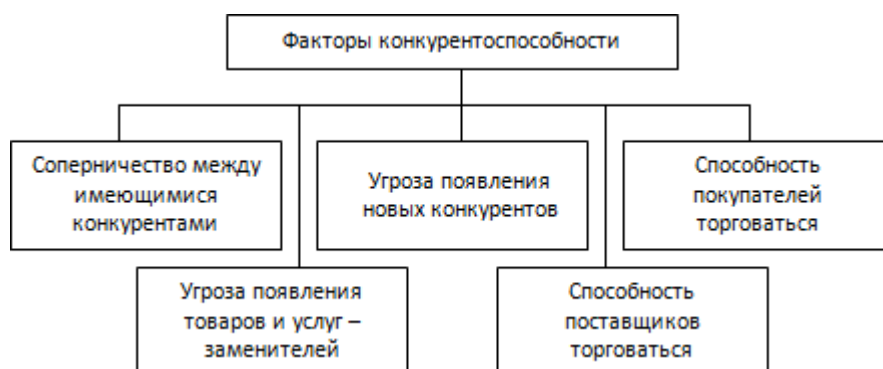 Факторы конкурентоспособности
Соперничество между
имеющимися
конкурентами
Угроза появления
новых конкурентов
Способность
покупателей
торговаться
Угроза появления
товаров и услуг –
заменителей
Способность
поставщиков
торговаться